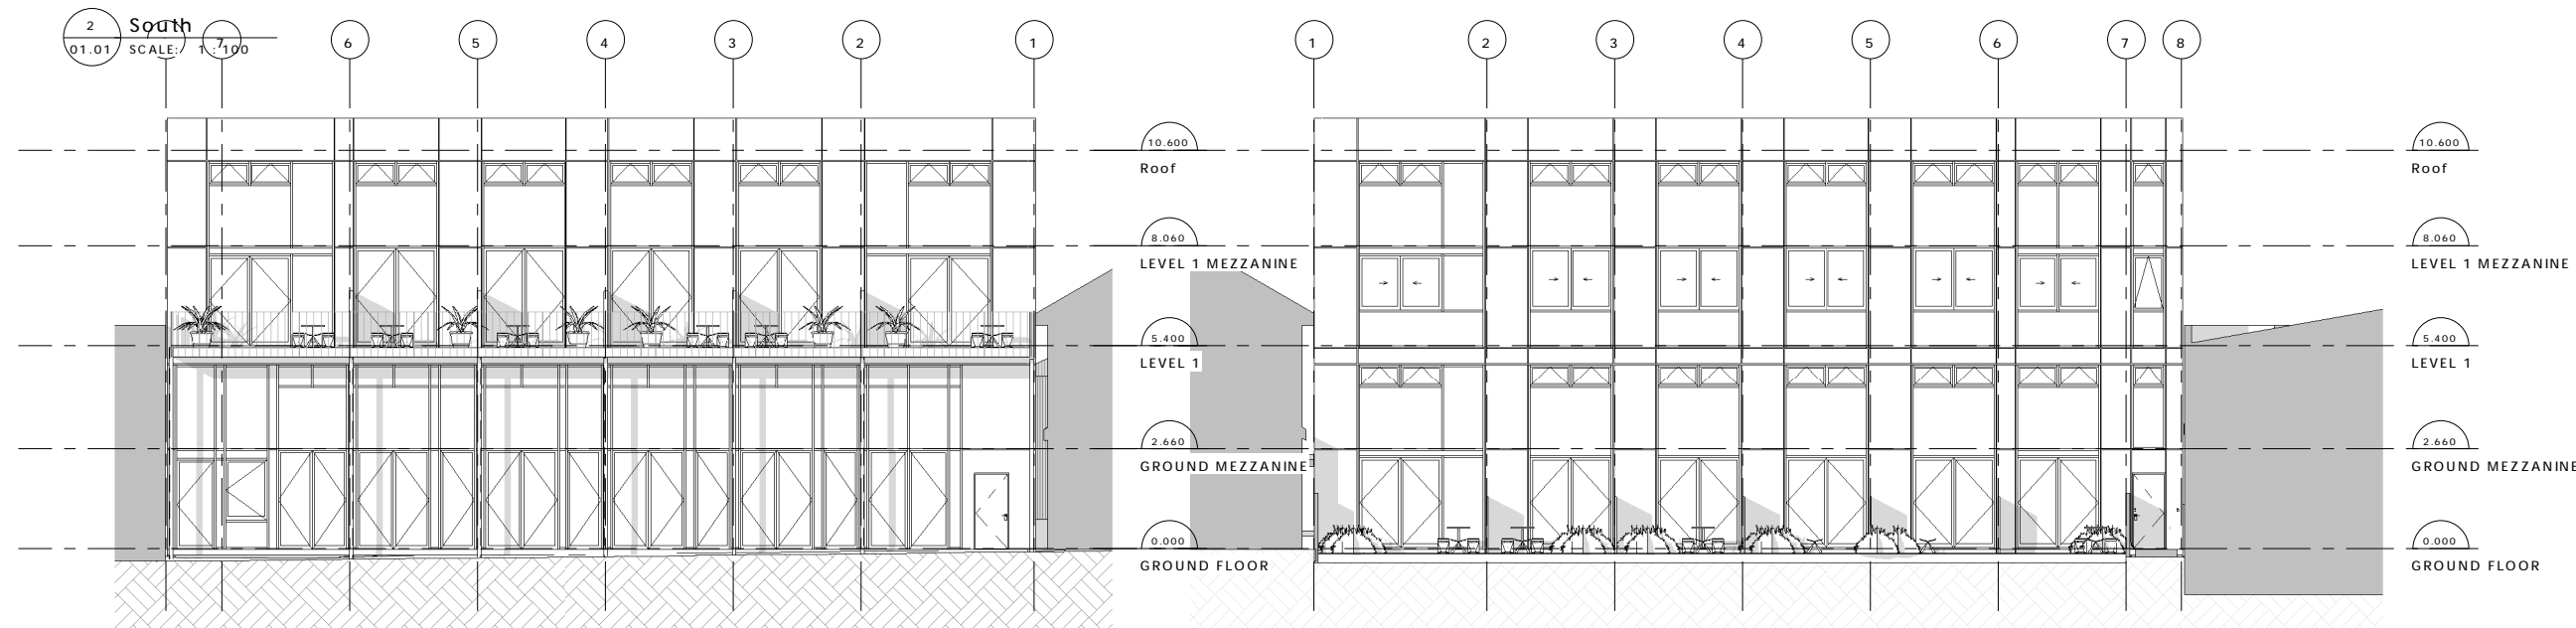 2
South
01.01
SCALE: 1 : 100
7
6
5
4
3
2
1
1
2
3
4
5
6
7
8
10.600
Roof
8.060
LEVEL 1 MEZZANINE
5.400
LEVEL 1
2.660
GROUND MEZZANINE
0.000
GROUND FLOOR
10.600
Roof
8.060
LEVEL 1 MEZZANINE
5.400
LEVEL 1
2.660
GROUND MEZZANINE
0.000
GROUND FLOOR